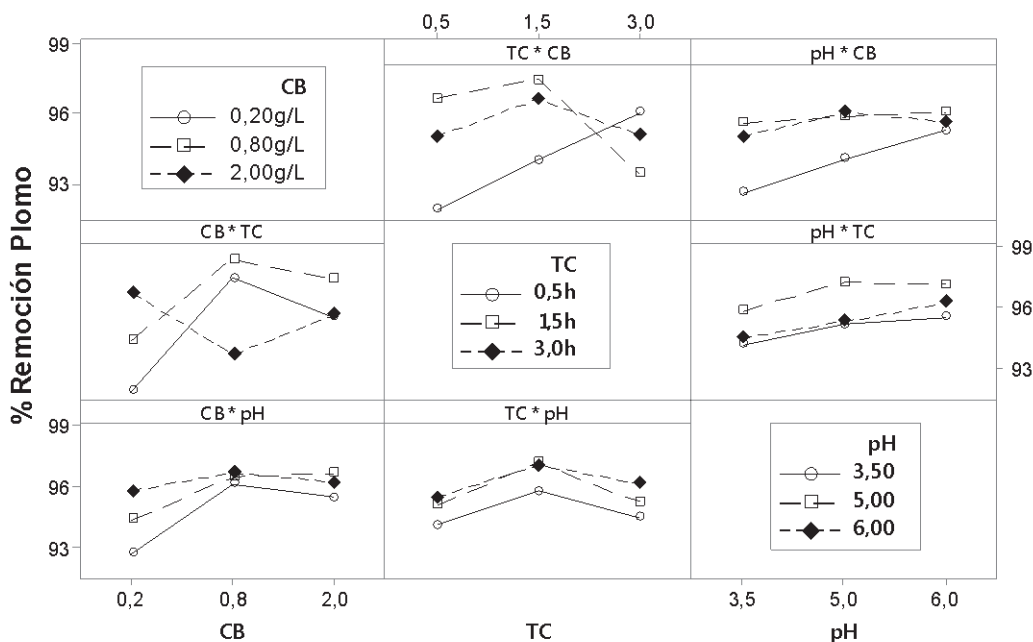 0,5 1,5 3,0
99
TC * CB
pH * CB
CB
0,20g/L
0,80g/L
2,00g/L
96
93
% Remoción Plomo
CB * TC
pH * TC
TC
0,5h
1,5h
3,0h
99
96
93
CB * pH
TC * pH
99
96
93
pH
3,50
5,00
6,00
0,2 0,8 2,0
3,5 5,0 6,0
CB
TC
pH